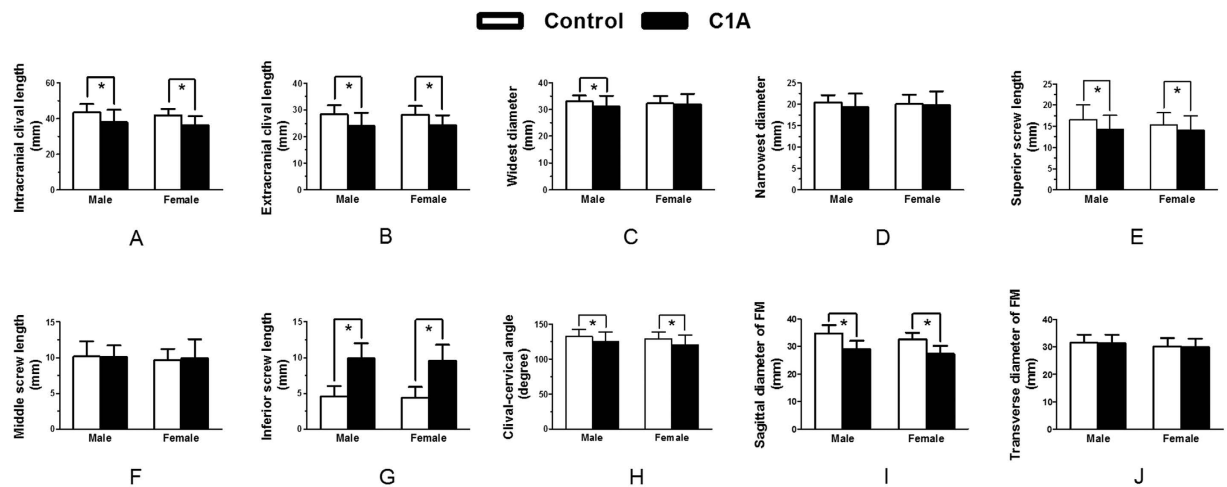 Control C1A
Intracranial clival length
(mm)
60
40
20
0
*
*
Male Female
A
Extracranial clival length
(mm)
40
30
20
10
0
*
*
Male Female
B
Widest diameter
(mm)
50
40
30
20
10
0
*
Male Female
C
Narrowest diameter
(mm)
25
20
15
10
5
0
Male Female
D
Superior screw length
(mm)
25
20
15
10
5
0
*
*
Male Female
E
Middle screw length
(mm)
15
10
5
0
Male Female
F
Inferior screw length
(mm)
15
10
5
0
*
*
Male Female
G
Clival-cervical angle
(degree)
150
100
50
0
*
*
Male Female
H
Sagittal diameter of FM
(mm)
40
30
20
10
0
*
*
Male Female
I
Transverse diameter of FM
(mm)
40
30
20
10
0
Male Female
J